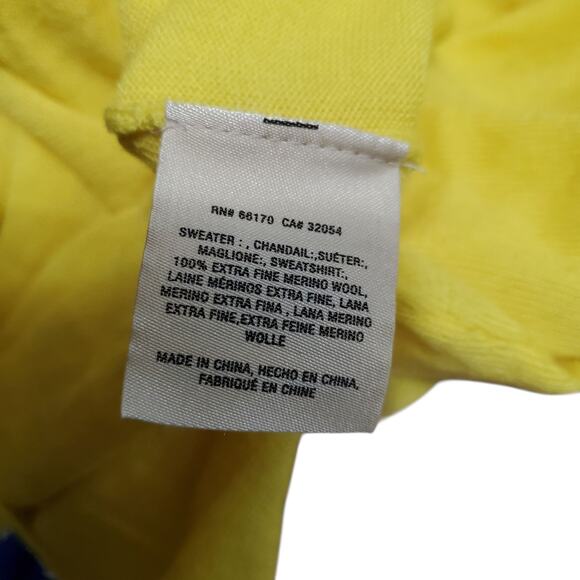 RN# 66170 CA# 32054
SWEATER : , CHANDAIL:,SUÉTER:,
MAGLIONE:, SWEATSHIRT:,
100% EXTRA FINE MERINO WOOL,
LAINE MÉRINOS EXTRA FINE, LANA
MERINO EXTRA FINA , LANA MERINO
EXTRA FINE,EXTRA FEINE MERINO
WOLLE
MADE IN CHINA, HECHO EN CHINA,
FABRIQUÉ EN CHINE